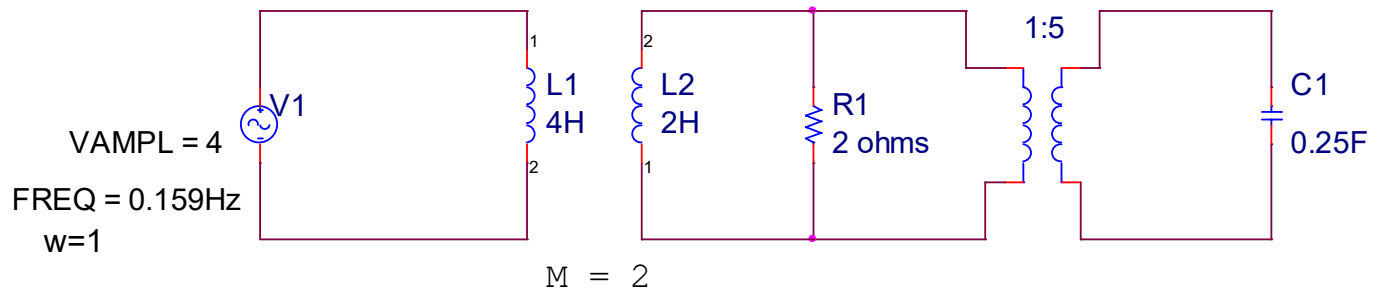 1:5
1
2
V1
L1
4H
L2
2H
R1
2 ohms
C1
0.25F
VAMPL = 4
2
1
FREQ = 0.159Hz
w=1
M = 2